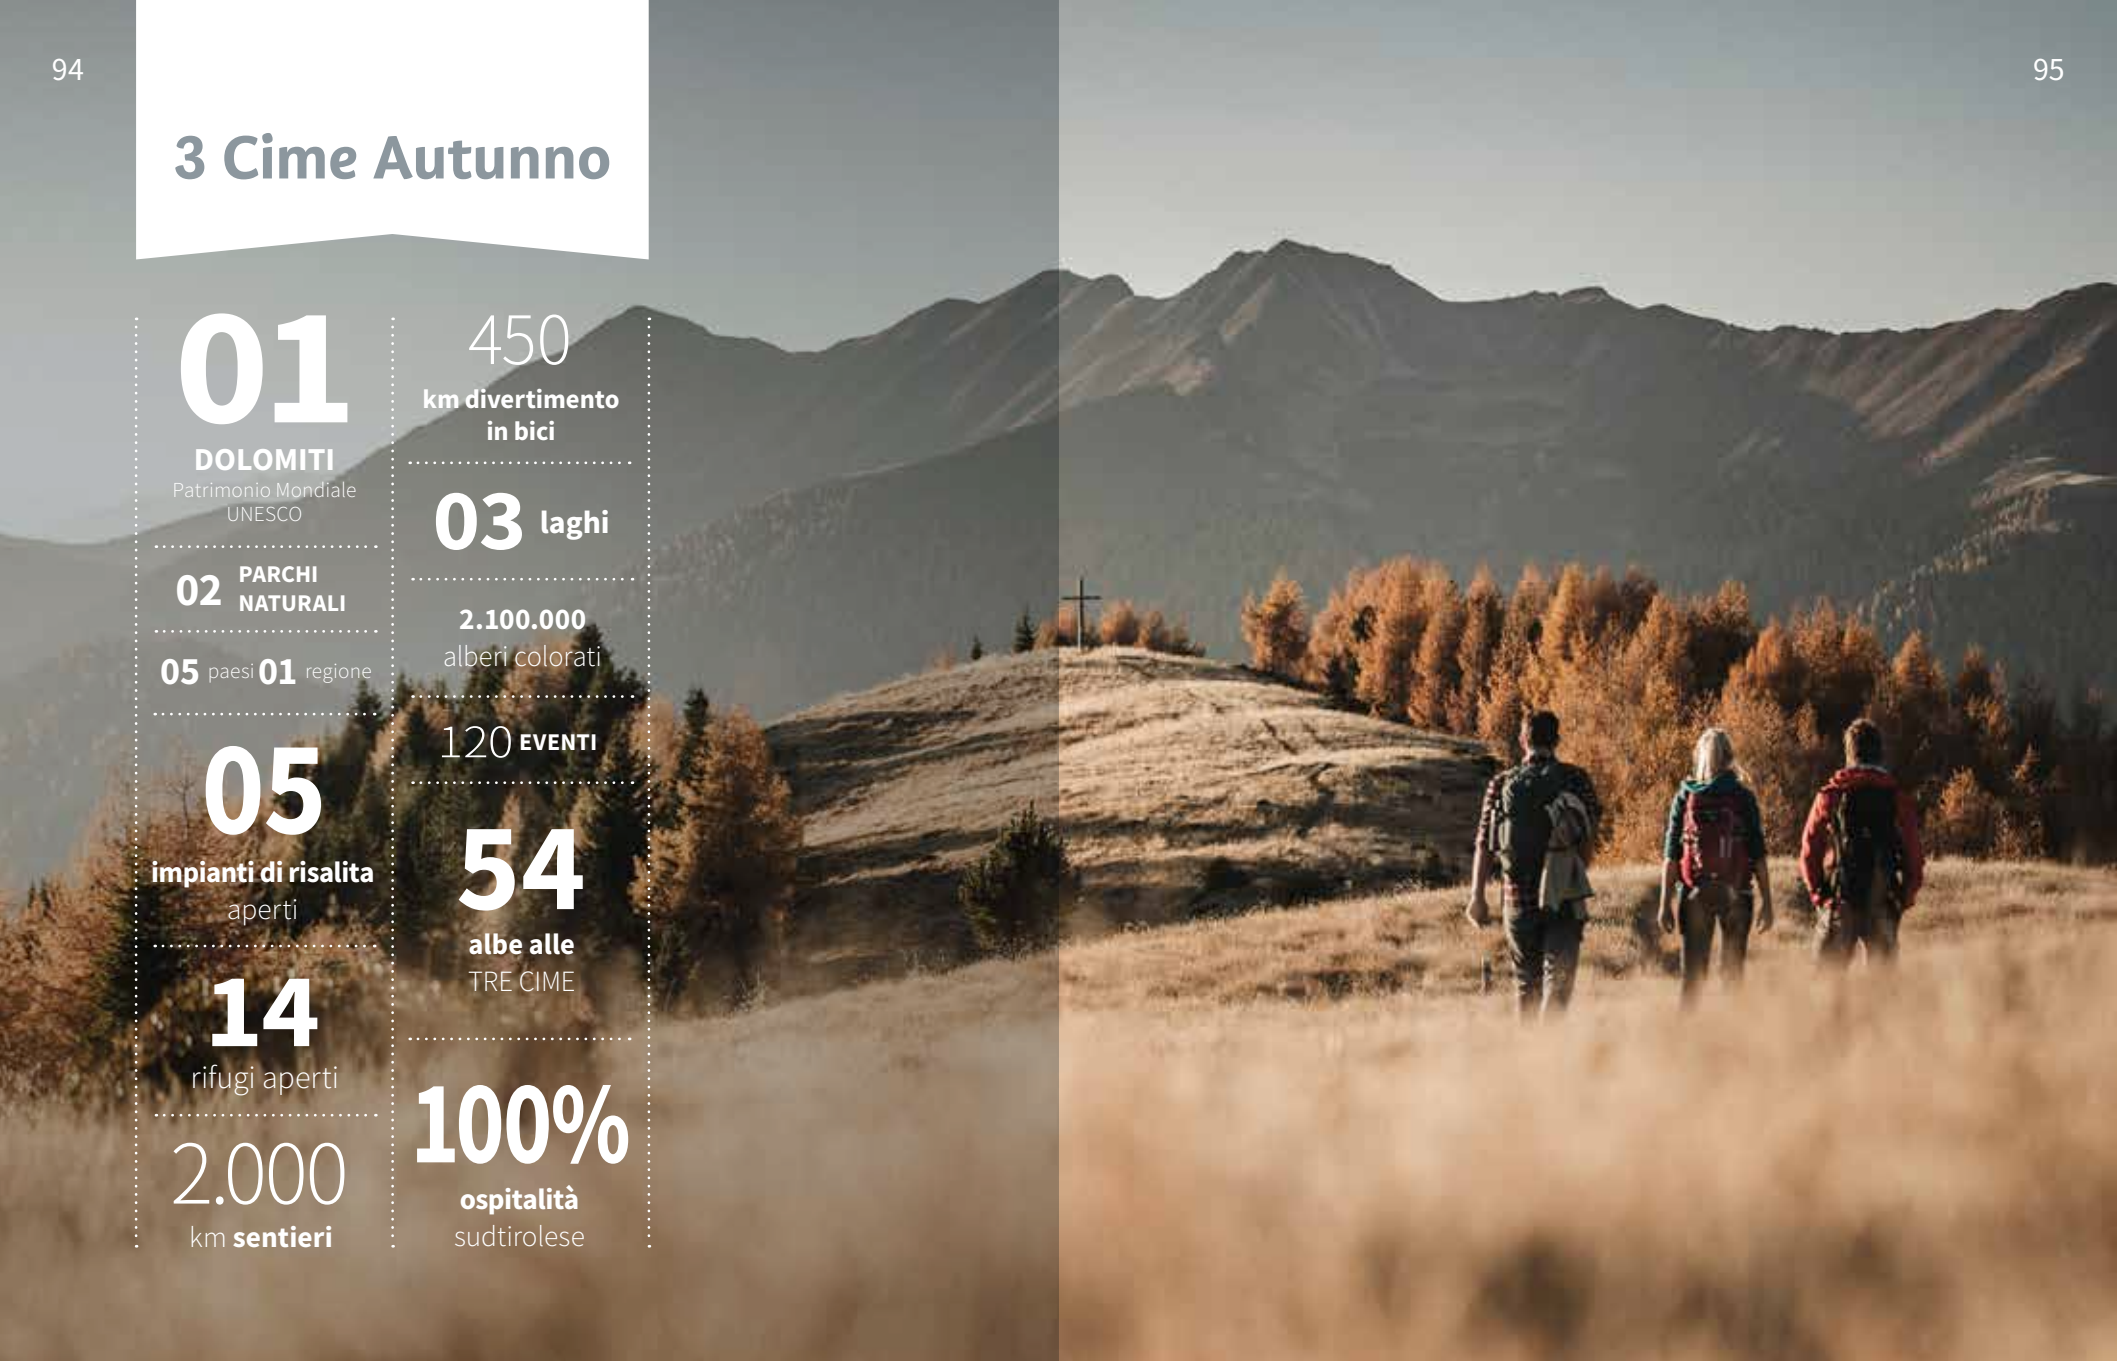 94
95
3 Cime Autunno
01
DOLOMITI
Patrimonio Mondiale
UNESCO
02 PARCHI
NATURALI
05 paesi 01 regione
05
impianti di risalita
aperti
14
rifugi aperti
2.000
km sentieri
450
km divertimento
in bici
03 laghi
2.100.000
alberi colorati
120 EVENTI
54
albe alle
TRE CIME
100%
ospitalità
sudtirolese